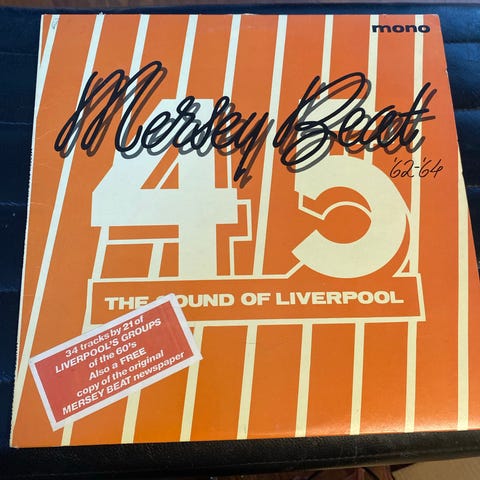 mono
Mersey Beat
'62-'64
45
THE SOUND OF LIVERPOOL
34 tracks by 21 of
LIVERPOOL'S GROUPS
of the 60's
Also a FREE
copy of the original
MERSEY BEAT newspaper